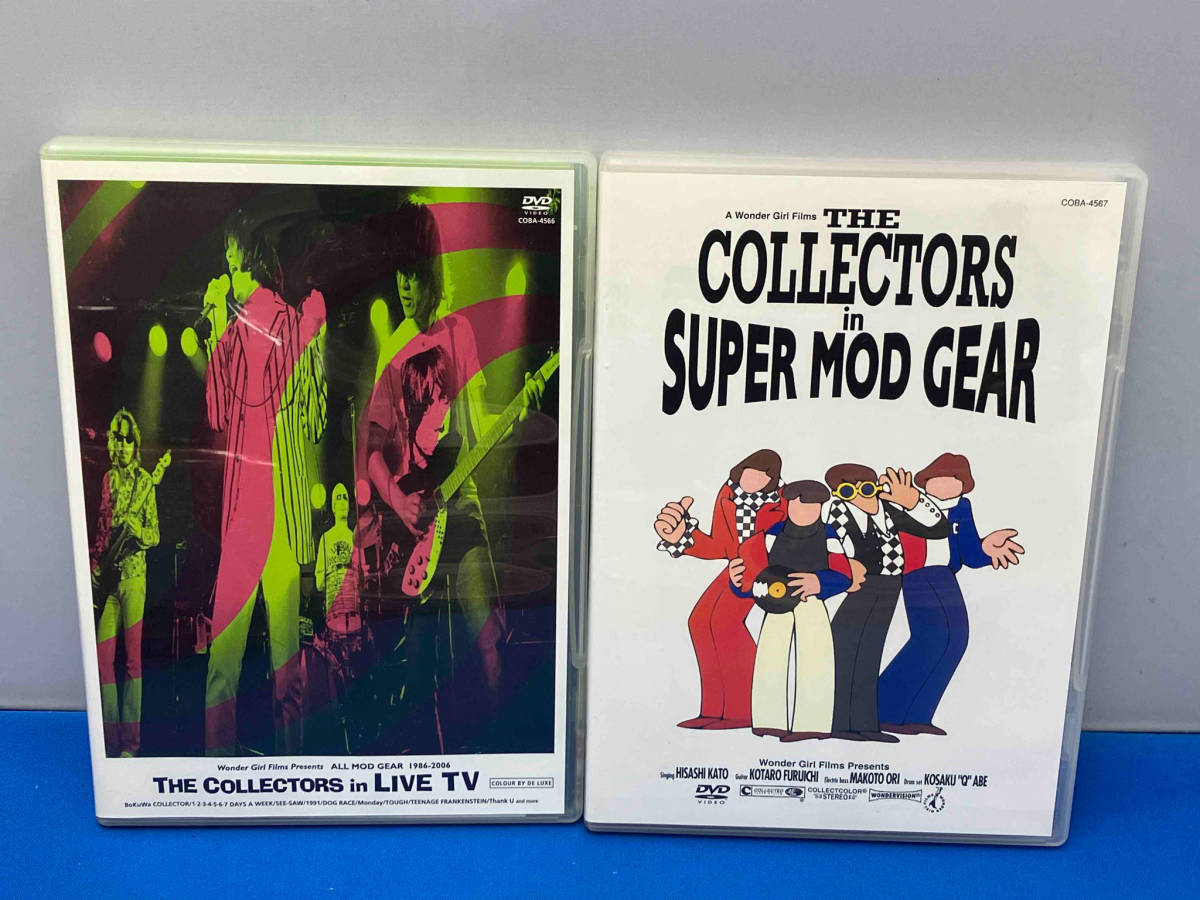 DVD
VIDEO
COBA-4566
Wonder Girl Films Presents ALL MOD GEAR 1986-2006
THE COLLECTORS in LIVE TV
COLOUR BY DE LUXE
BoKuWa COLLECTOR/1·2·3·4·5·6·7 DAYS A WEEK/SEE-SAW/1991/DOG RACE/Monday/TOUGH/TEENAGE FRANKENSTEIN/Thank U and more
COBA-4567
A Wonder Girl Films THE
COLLECTORS
in
SUPER MOD GEAR
Wonder Girl Films Presents
Singing HISASHI KATO Guitar KOTARO FURUICHI Electric bass MAKOTO ORI Drum set KOSAKU "Q" ABE
DVD
VIDEO
COLLECTCOLOR®
STEREO
WONDERVISION